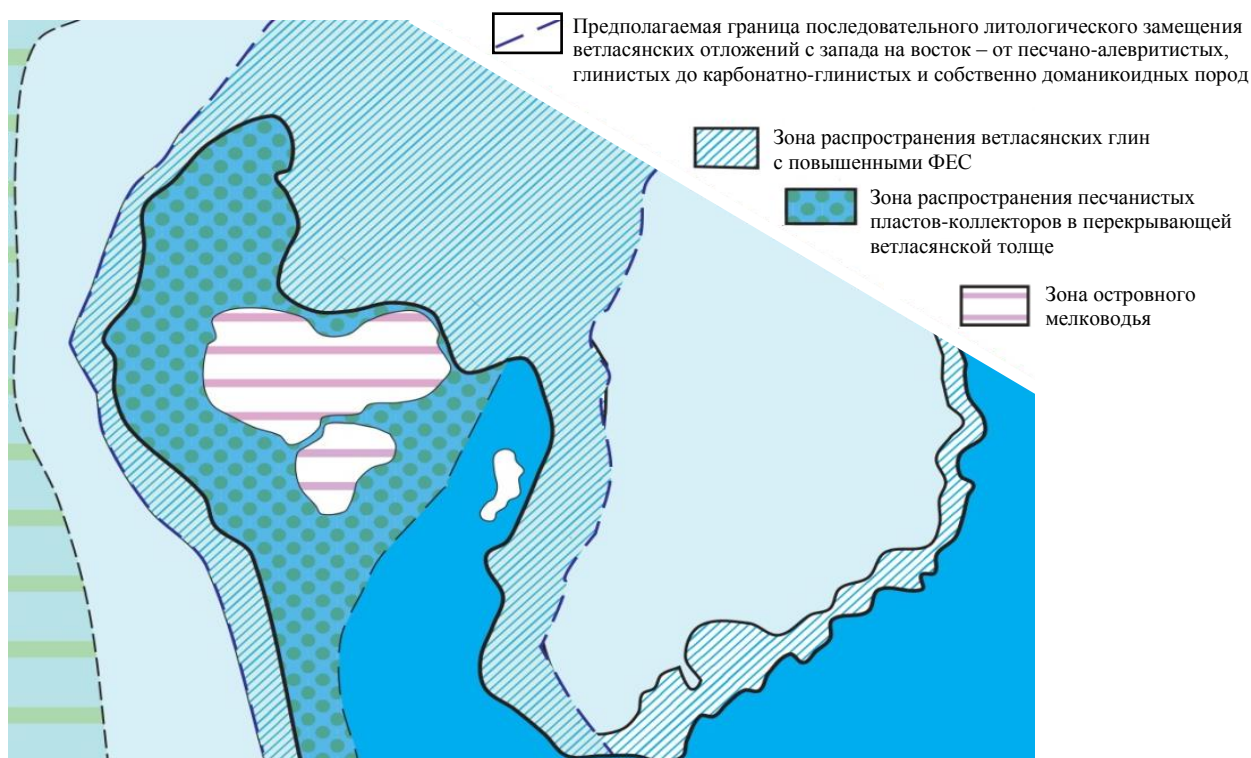 Предполагаемая граница последовательного литологического замещения
ветласянских отложений с запада на восток – от песчано-алевритистых,
глинистых до карбонатно-глинистых и собственно доманикоидных пород
Зона распространения ветласянских глин
с повышенными ФЕС
Зона распространения песчанистых
пластов-коллекторов в перекрывающей
ветласянской толще
Зона островного
мелководья